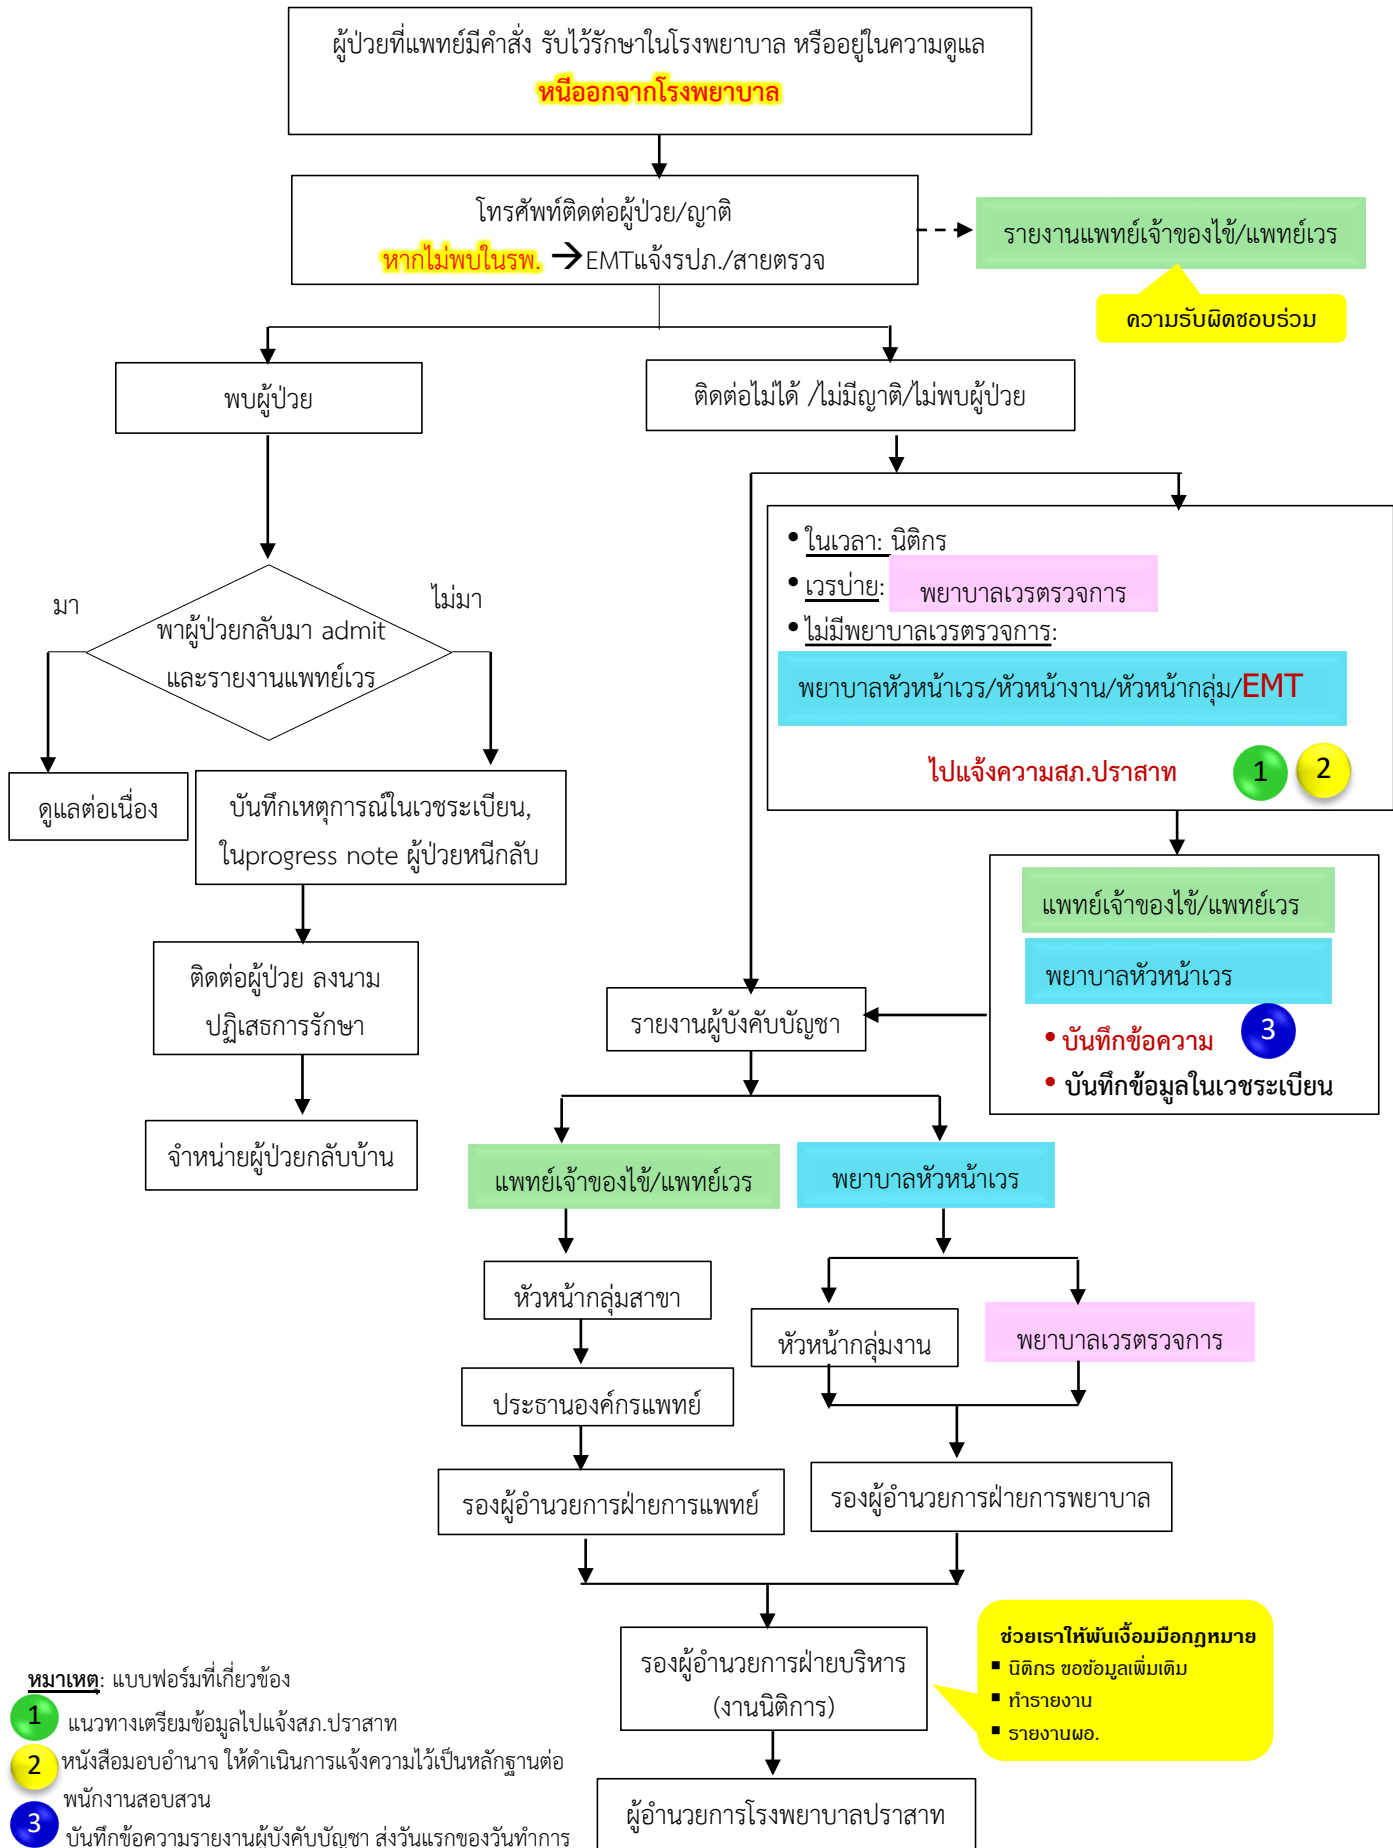 ผู้ป่วยที่แพทย์มีคำสั่ง รับไว้รักษาในโรงพยาบาล หรืออยู่ในความดูแล
หนีออกจากโรงพยาบาล
โทรศัพท์ติดต่อผู้ป่วย/ญาติ
หากไม่พบในรพ. →EMTแจ้งรปภ./สายตรวจ
รายงานแพทย์เจ้าของไข้/แพทย์เวร
ความรับผิดชอบร่วม
พบผู้ป่วย
ติดต่อไม่ได้ /ไม่มีญาติ/ไม่พบผู้ป่วย
• ในเวลา: นิติกร
• เวรบ่าย: พยาบาลเวรตรวจการ
• ไม่มีพยาบาลเวรตรวจการ:
พยาบาลหัวหน้าเวร/หัวหน้างาน/หัวหน้ากลุ่ม/EMT
ไปแจ้งความสภ.ปราสาท 1 2
มา
ไม่มา
พาผู้ป่วยกลับมา admit
และรายงานแพทย์เวร
ดูแลต่อเนื่อง
บันทึกเหตุการณ์ในเวชระเบียน,
ในprogress note ผู้ป่วยหนีกลับ
ติดต่อผู้ป่วย ลงนาม
ปฏิเสธการรักษา
จำหน่ายผู้ป่วยกลับบ้าน
แพทย์เจ้าของไข้/แพทย์เวร
พยาบาลหัวหน้าเวร
• บันทึกข้อความ 3
• บันทึกข้อมูลในเวชระเบียน
รายงานผู้บังคับบัญชา
แพทย์เจ้าของไข้/แพทย์เวร
พยาบาลหัวหน้าเวร
หัวหน้ากลุ่มสาขา
หัวหน้ากลุ่มงาน
พยาบาลเวรตรวจการ
ประธานองค์กรแพทย์
รองผู้อำนวยการฝ่ายการแพทย์
รองผู้อำนวยการฝ่ายการพยาบาล
รองผู้อำนวยการฝ่ายบริหาร
(งานนิติการ)
ช่วยเราให้พ้นเงื้อมมือกฎหมาย
▪ นิติกร ขอข้อมูลเพิ่มเติม
▪ ทำรายงาน
▪ รายงานผอ.
ผู้อำนวยการโรงพยาบาลปราสาท
หมาเหตุ: แบบฟอร์มที่เกี่ยวข้อง
1 แนวทางเตรียมข้อมูลไปแจ้งสภ.ปราสาท
2 หนังสือมอบอำนาจ ให้ดำเนินการแจ้งความไว้เป็นหลักฐานต่อ
พนักงานสอบสวน
3 บันทึกข้อความรายงานผู้บังคับบัญชา ส่งวันแรกของวันทำการ